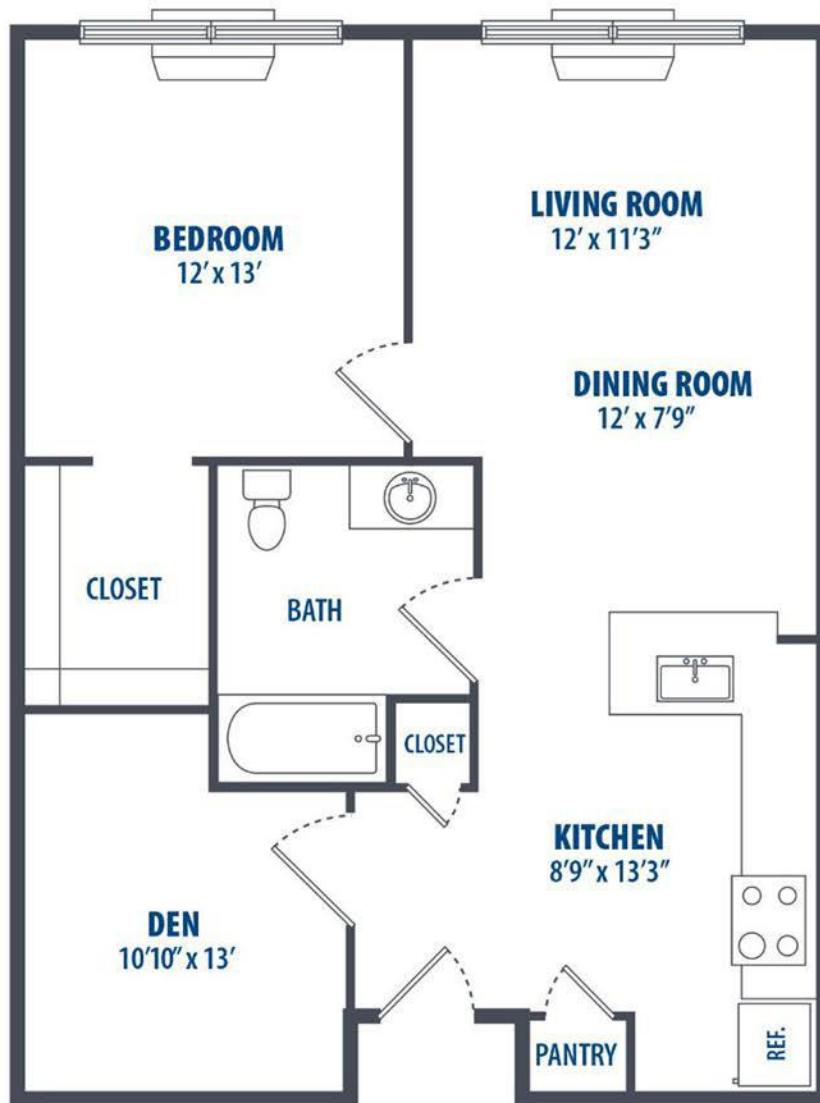 BEDROOM
12’ x 13’
LIVING ROOM
12’ x 11’3”
DINING ROOM
12’ x 7’9”
CLOSET
BATH
CLOSET
KITCHEN
8’9” x 13’3”
DEN
10’10” x 13’
PANTRY
REF.